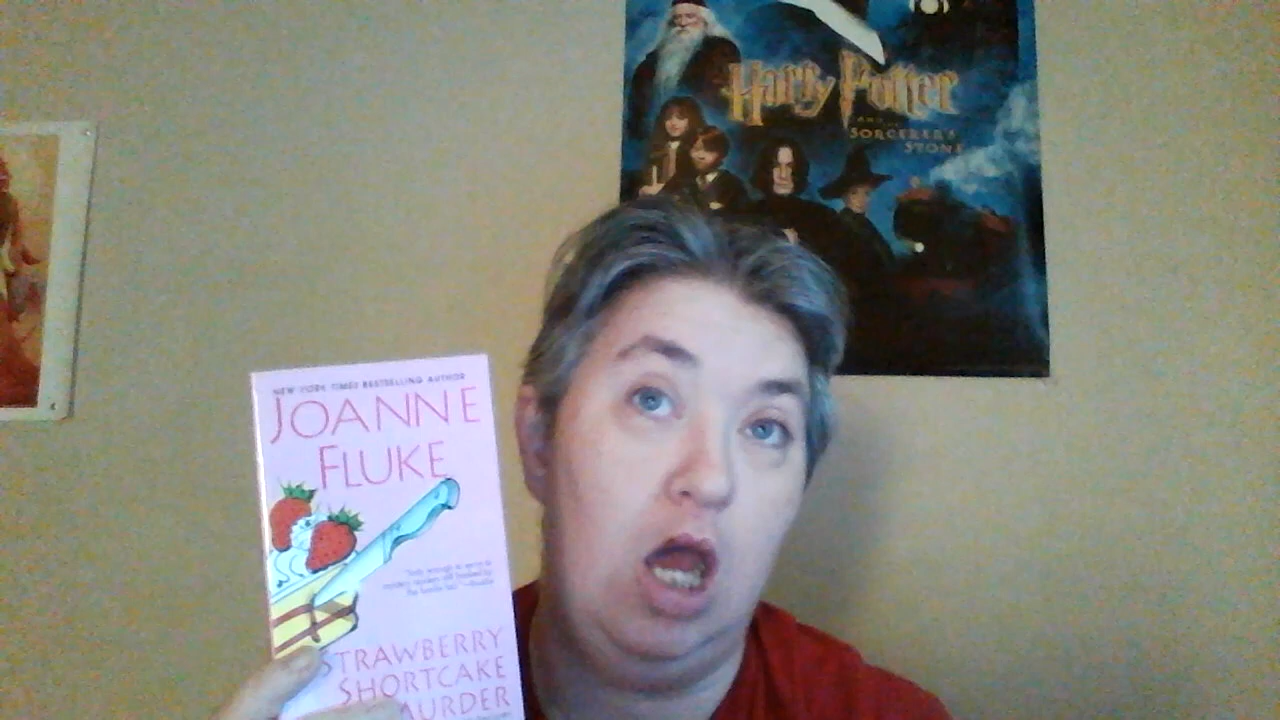 Harry Potter
AND THE
SORCERER'S
STONE
NEW YORK TIMES BESTSELLING AUTHOR
JOANNE
FLUKE
STRAWBERRY
SHORTCAKE
MURDER